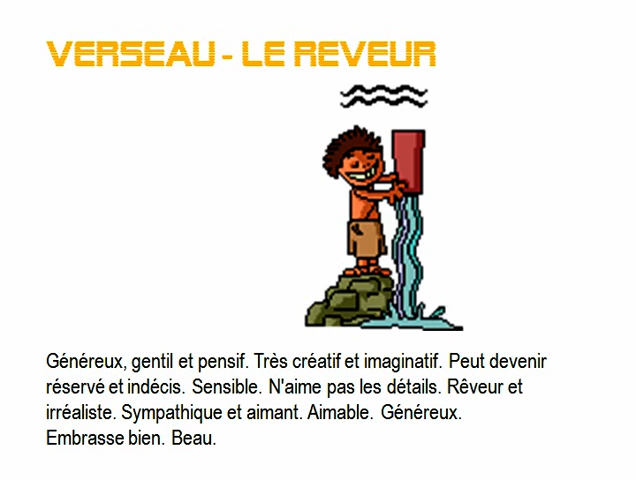 VERSEAU - LE REVEUR
Généreux, gentil et pensif. Très créatif et imaginatif. Peut devenir
réservé et indécis. Sensible. N'aime pas les détails. Rêveur et
irréaliste. Sympathique et aimant. Aimable. Généreux.
Embrasse bien. Beau.